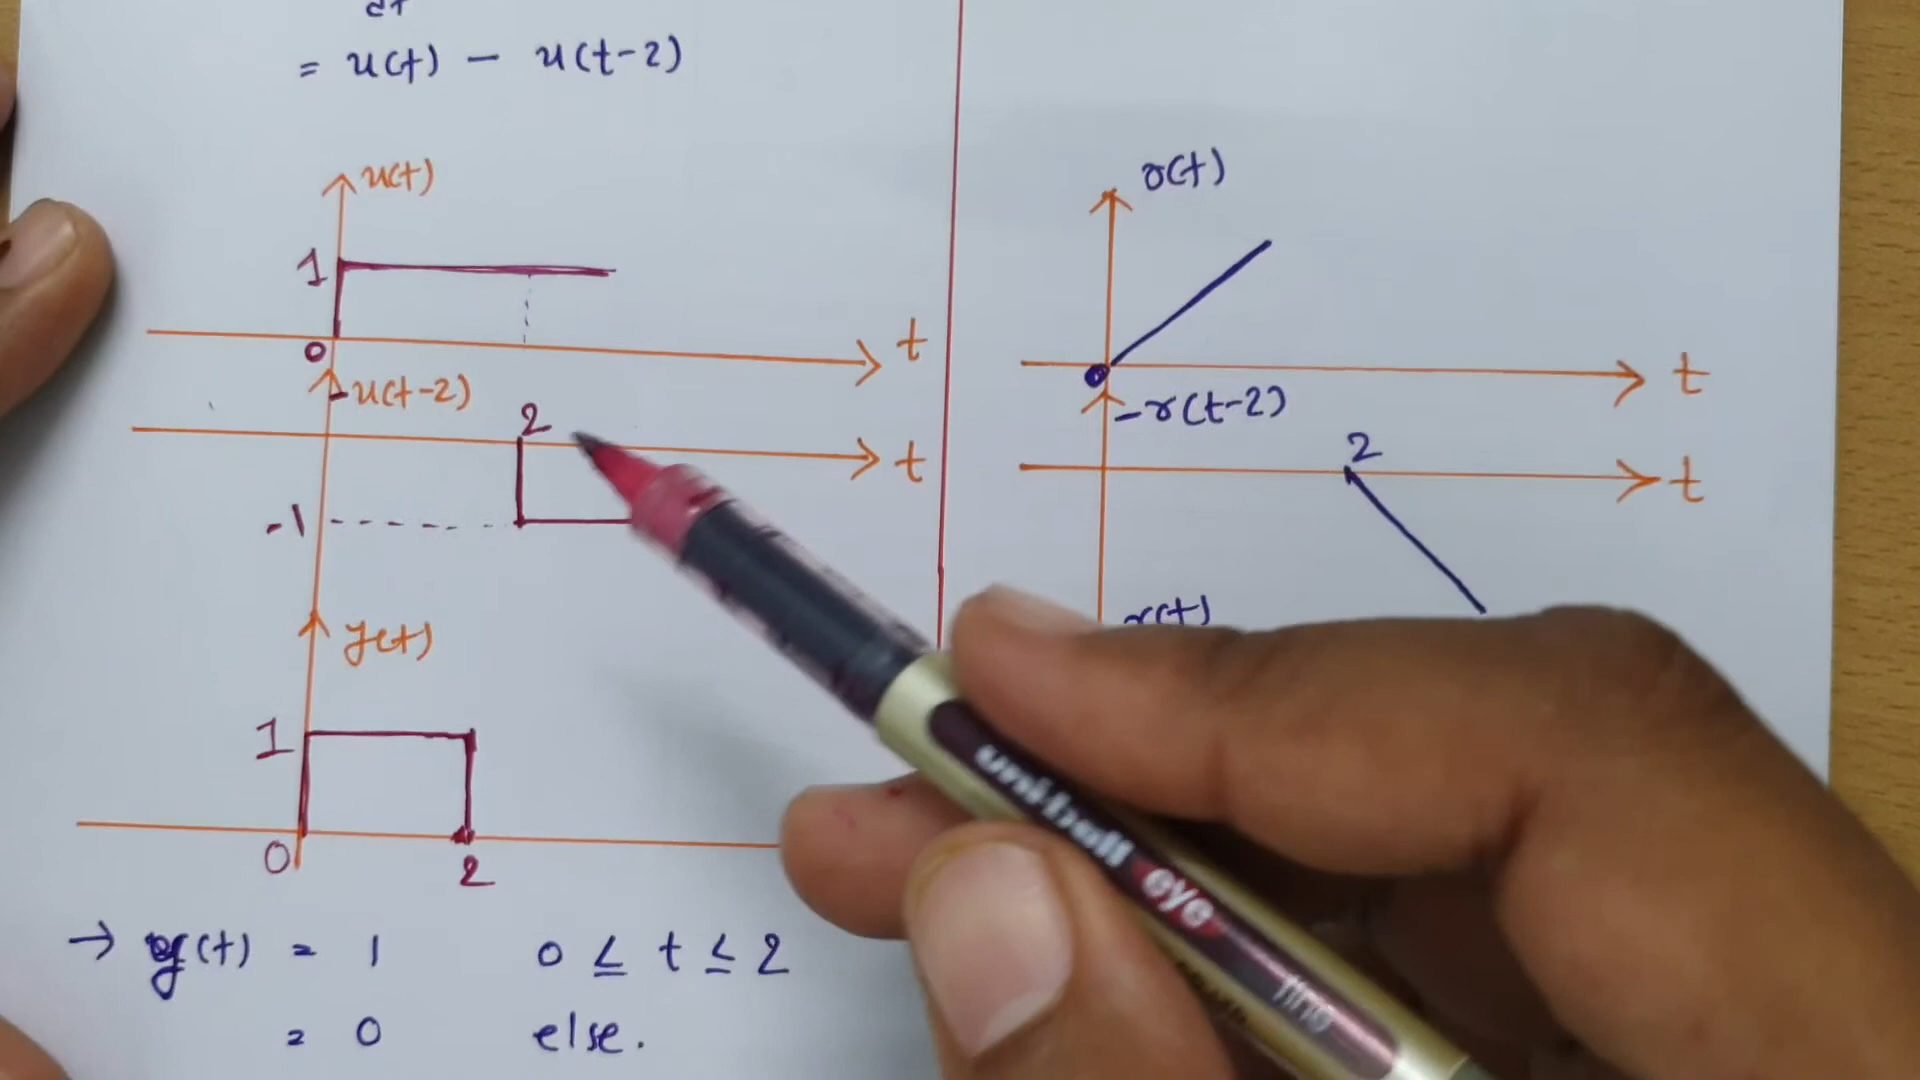 = u(t) - u(t-2)
u(t)
1
0
t
-u(t-2)
2
t
-1
y(t)
1
0
2
→ y(t) = 1 0 ≤ t ≤ 2
= 0 else.
r(t)
0
t
-r(t-2)
2
t
x(t)
uni-ball eye
fine